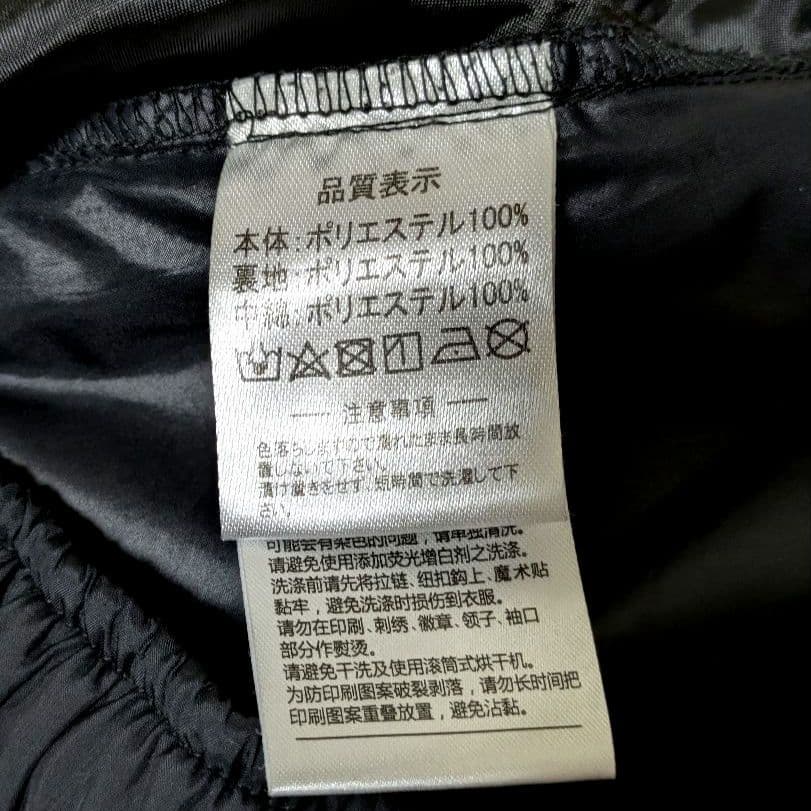 品質表示
本体:ポリエステル100%
裏地:ポリエステル100%
中綿:ポリエステル100%
注意事項
色落ちしますので濡れたまま長時間放
置しないで下さい。
漬け置きをせず、短時間で洗濯して下
さい。
可能会有染色的问题,请单独清洗。
请避免使用添加荧光增白剂之洗涤。
洗涤前请先将拉链、纽扣鈎上、魔术贴
黏牢,避免洗涤时损伤到衣服。
请勿在印刷、刺绣、徽章、领子、袖口
部分作熨烫。
请避免干洗及使用滚筒式烘干机。
为防印刷图案破裂剥落,请勿长时间把
印刷图案重叠放置,避免沾黏。